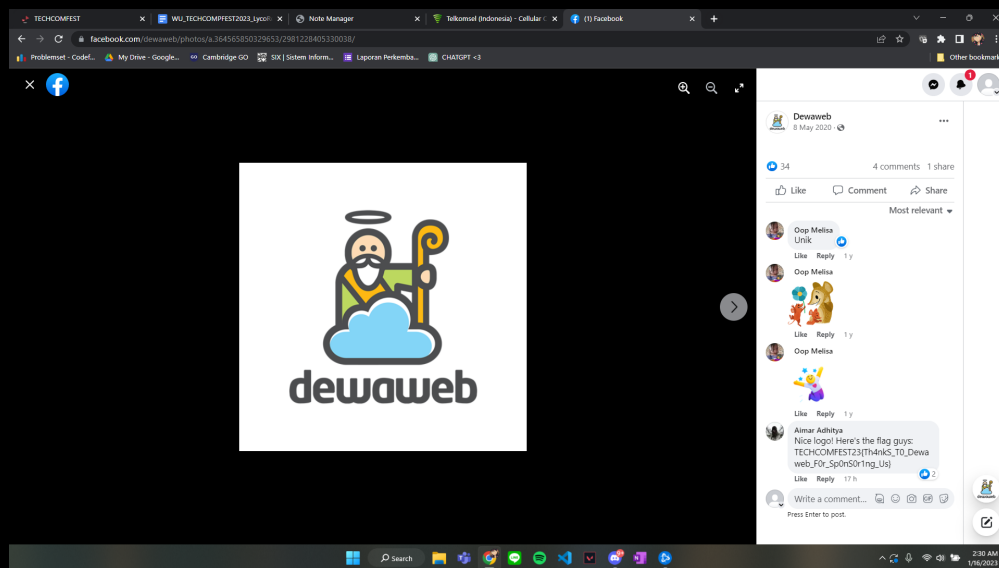 TECHCOMFEST
WU_TECHCOMPFEST2023_LycoR
Note Manager
Telkomsel (Indonesia) - Cellular C
(1) Facebook
facebook.com/dewaweb/photos/a.364565850329653/2981228405330038/
Problemset - Codef...
My Drive - Google...
Cambridge GO
SIX | Sistem Inform...
Laporan Perkemba...
CHATGPT <3
Other bookmark
1
Dewaweb
8 May 2020
34
4 comments
1 share
Like
Comment
Share
Most relevant
Oop Melisa
Unik
Like Reply 1 y
Oop Melisa
Like Reply 1 y
Oop Melisa
Like Reply 1 y
Aimar Adhitya
Nice logo! Here's the flag guys:
TECHCOMFEST23{Th4nkS_T0_Dewa
web_F0r_Sp0nS0r1ng_Us}
2
Like Reply 17 h
Write a comment...
GIF
Press Enter to post.
dewaweb
Search
2:30 AM
1/16/2023